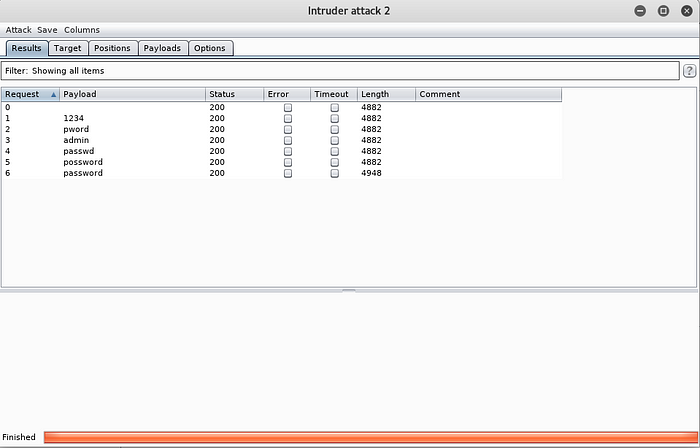 Intruder attack 2
Attack Save Columns
Results Target Positions Payloads Options
Filter: Showing all items
?
Request Payload Status Error Timeout Length Comment
0 200 4882
1 1234 200 4882
2 pword 200 4882
3 admin 200 4882
4 passwd 200 4882
5 possword 200 4882
6 password 200 4948
Finished